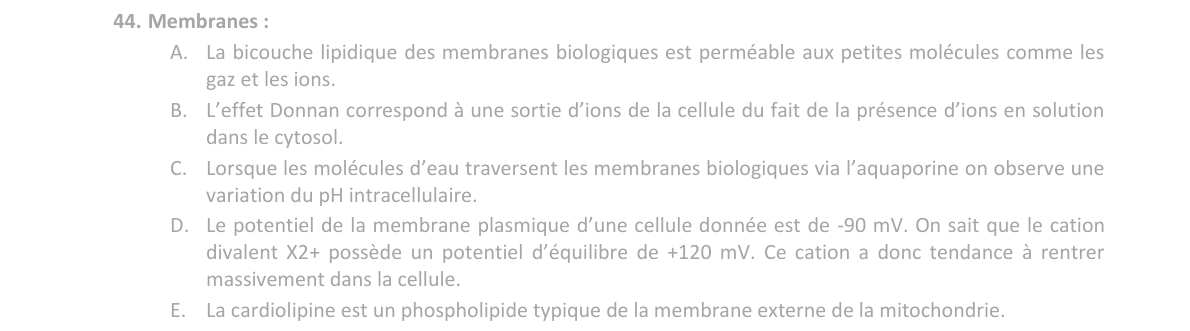 44. Membranes :
A. La bicouche lipidique des membranes biologiques est perméable aux petites molécules comme les
gaz et les ions.
B. L’effet Donnan correspond à une sortie d’ions de la cellule du fait de la présence d’ions en solution
dans le cytosol.
C. Lorsque les molécules d’eau traversent les membranes biologiques via l’aquaporine on observe une
variation du pH intracellulaire.
D. Le potentiel de la membrane plasmique d’une cellule donnée est de -90 mV. On sait que le cation
divalent X2+ possède un potentiel d’équilibre de +120 mV. Ce cation a donc tendance à rentrer
massivement dans la cellule.
E. La cardiolipine est un phospholipide typique de la membrane externe de la mitochondrie.